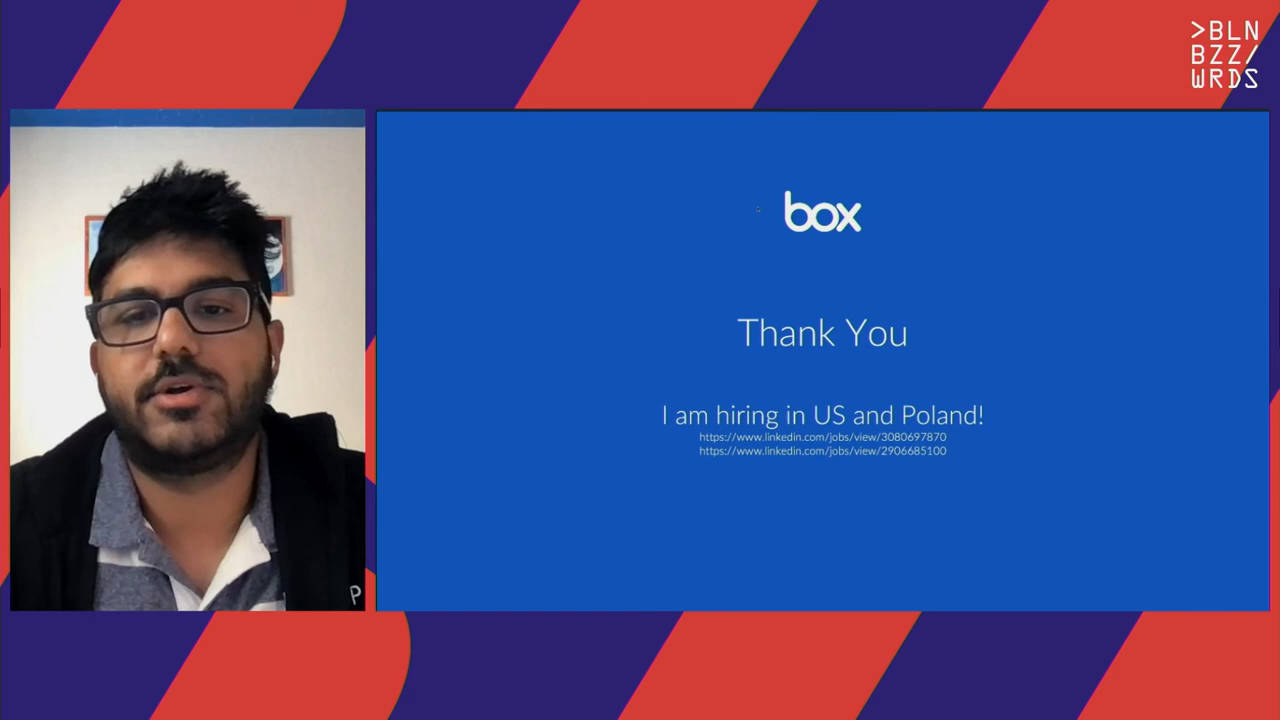 >BLN
BZZ/
WRDS
box
Thank You
I am hiring in US and Poland!
https://www.linkedin.com/jobs/view/3080697870
https://www.linkedin.com/jobs/view/2906685100
P